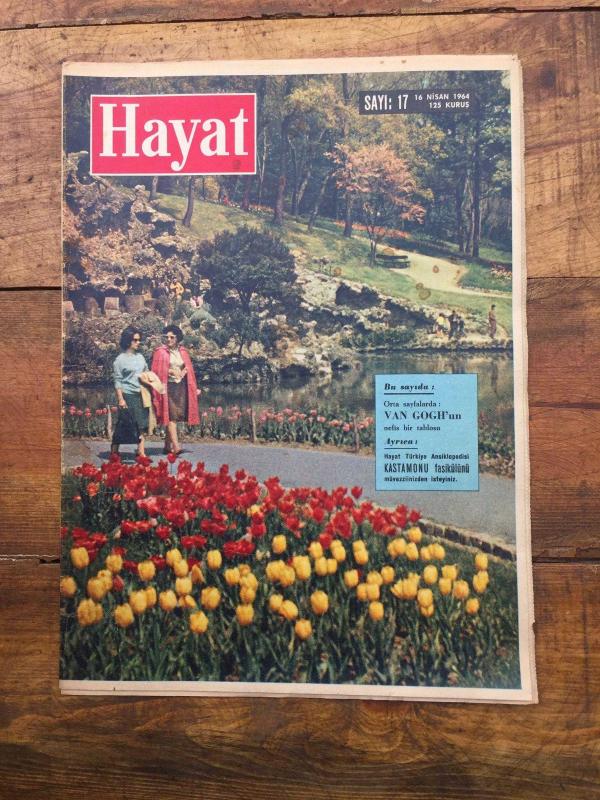 Hayat
SAYI: 17
16 NİSAN 1964
125 KURUŞ
Bu sayıda :
Orta sayfalarda :
VAN GOGH'un
nefis bir tablosu
Ayrıca :
Hayat Türkiye Ansiklopedisi
KASTAMONU fasikülünü
müvezziinizden isteyiniz.